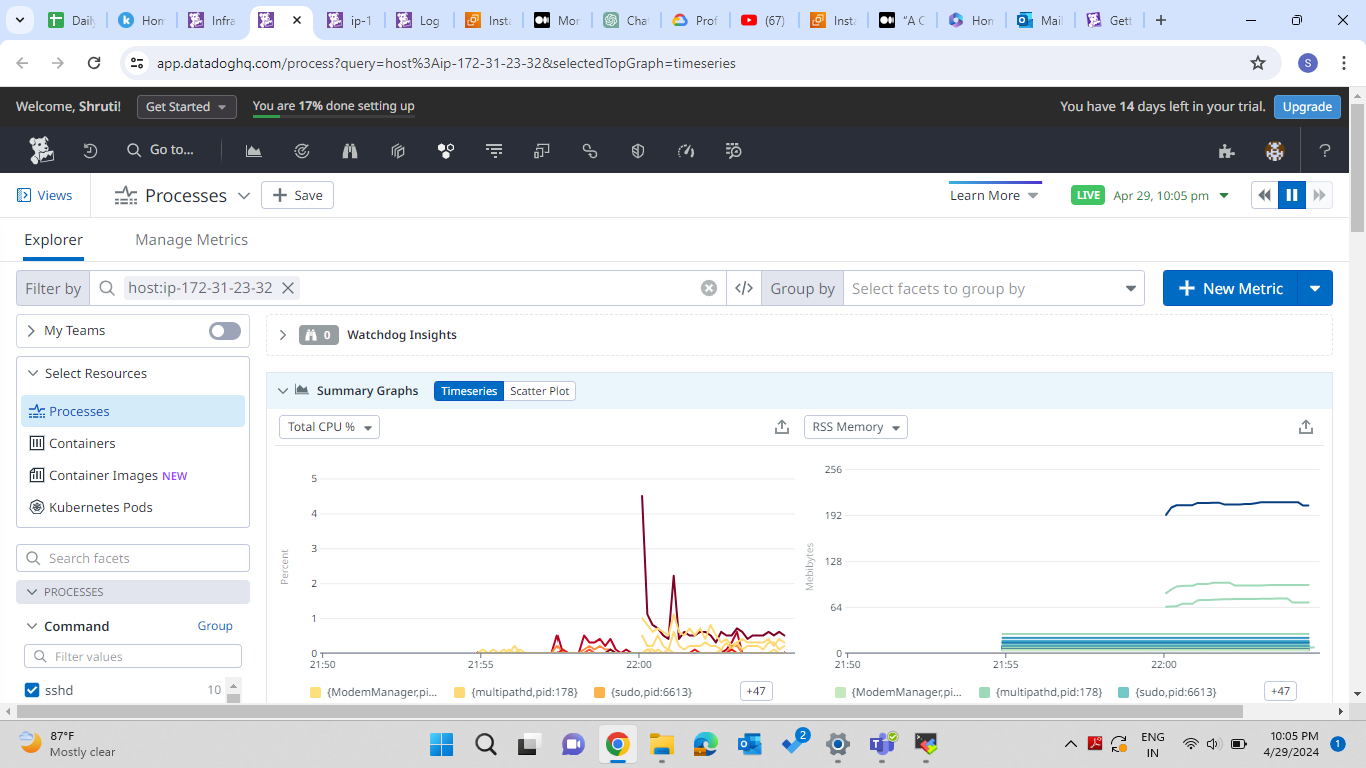 Daily
Hom
Infra
ip-1
Log
Insta
Mor
Chat
Prof
(67)
Insta
"A C
Hom
Mail
Gett
app.datadoghq.com/process?query=host%3Aip-172-31-23-32&selectedTopGraph=timeseries
S
Welcome, Shruti!
Get Started
You are 17% done setting up
You have 14 days left in your trial.
Upgrade
Go to...
Views
Processes
Save
Learn More
LIVE
Apr 29, 10:05 pm
Explorer
Manage Metrics
Filter by
host:ip-172-31-23-32
</>
Group by
Select facets to group by
New Metric
My Teams
0
Watchdog Insights
Select Resources
Processes
Containers
Container Images NEW
Kubernetes Pods
Search facets
PROCESSES
Command
Group
Filter values
sshd
10
Summary Graphs
Timeseries
Scatter Plot
Total CPU %
RSS Memory
Percent
5
4
3
2
1
0
21:50
21:55
22:00
{ModemManager,pi...
{multipathd,pid:178}
{sudo,pid:6613}
+47
Mebibytes
256
192
128
64
0
21:50
21:55
22:00
{ModemManager,pi...
{multipathd,pid:178}
{sudo,pid:6613}
+47
87°F
Mostly clear
2
ENG
IN
10:05 PM
4/29/2024
1